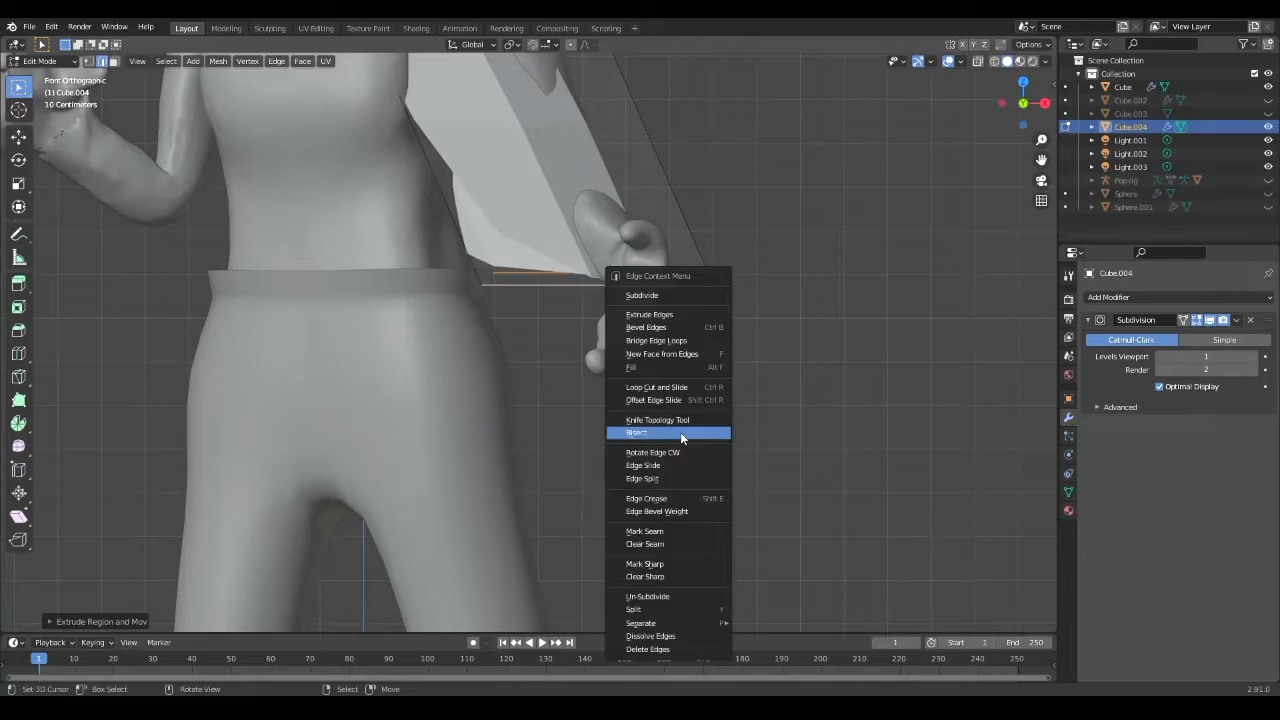 File Edit Render Window Help Layout Modeling Sculpting UV Editing Texture Paint Shading Animation Rendering Compositing Scripting Scene View Layer
Global Options
Edit Mode View Select Add Mesh Vertex Edge Face UV X Y Z
Front Orthographic
(1) Cube.004
10 Centimeters
Z
Y
X
Scene Collection
Collection
Cube
Cube.002
Cube.003
Cube.004
Light.001
Light.002
Light.003
Pop rig
Sphere
Sphere.001
Cube.004
Add Modifier
Subdivision
Catmull-Clark Simple
Levels Viewport 1
Render 2
Optimal Display
Advanced
Edge Context Menu
Subdivide
Extrude Edges
Bevel Edges Ctrl B
Bridge Edge Loops
New Face from Edges F
Fill Alt F
Loop Cut and Slide Ctrl R
Offset Edge Slide Shift Ctrl R
Knife Topology Tool
Bisect
Rotate Edge CW
Edge Slide
Edge Split
Edge Crease Shift E
Edge Bevel Weight
Mark Seam
Clear Seam
Mark Sharp
Clear Sharp
Un-Subdivide
Split Y
Separate P
Dissolve Edges
Delete Edges
Extrude Region and Mov
Playback Keying View Marker 1 Start 1 End 250
1 10 20 30 40 50 60 70 80 90 100 110 120 130 140 150 160 170 180 190 200 210 220 230 240 250
Set 3D Cursor Box Select Rotate View Select Move 2.91.0